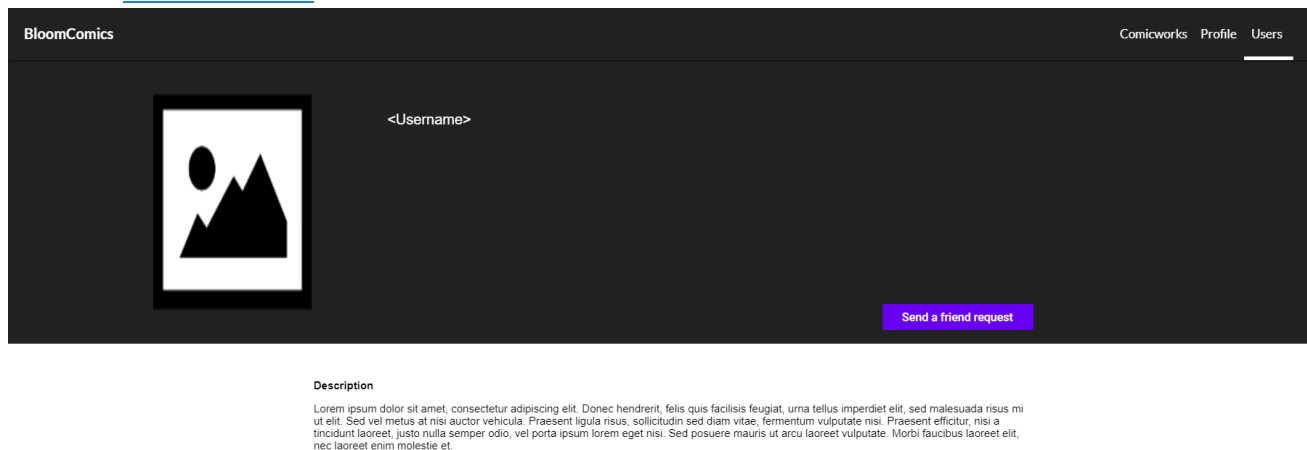 BloomComics
Comicworks Profile Users
<Username>
Send a friend request
Description
Lorem ipsum dolor sit amet, consectetur adipiscing elit. Donec hendrerit, felis quis facilisis feugiat, urna tellus imperdiet elit, sed malesuada risus mi
ut elit. Sed vel metus at nisi auctor vehicula. Praesent ligula risus, sollicitudin sed diam vitae, fermentum vulputate nisi. Praesent efficitur, nisi a
tincidunt laoreet, justo nulla semper odio, vel porta ipsum lorem eget nisi. Sed posuere mauris ut arcu laoreet vulputate. Morbi faucibus laoreet elit,
nec laoreet enim molestie et.